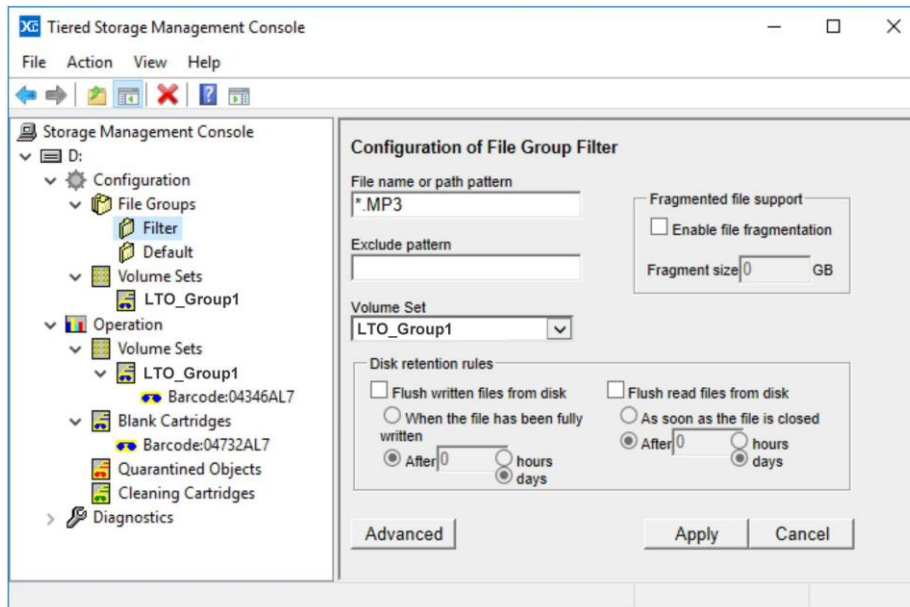 XC Tiered Storage Management Console
File Action View Help
Storage Management Console
D:
Configuration
File Groups
Filter
Default
Volume Sets
LTO_Group1
Operation
Volume Sets
LTO_Group1
Barcode:04346AL7
Blank Cartridges
Barcode:04732AL7
Quarantined Objects
Cleaning Cartridges
Diagnostics
Configuration of File Group Filter
File name or path pattern
*.MP3
Exclude pattern
Volume Set
LTO_Group1
Fragmented file support
Enable file fragmentation
Fragment size 0 GB
Disk retention rules
Flush written files from disk
When the file has been fully
written
After 0 hours
days
Flush read files from disk
As soon as the file is closed
After 0 hours
days
Advanced Apply Cancel